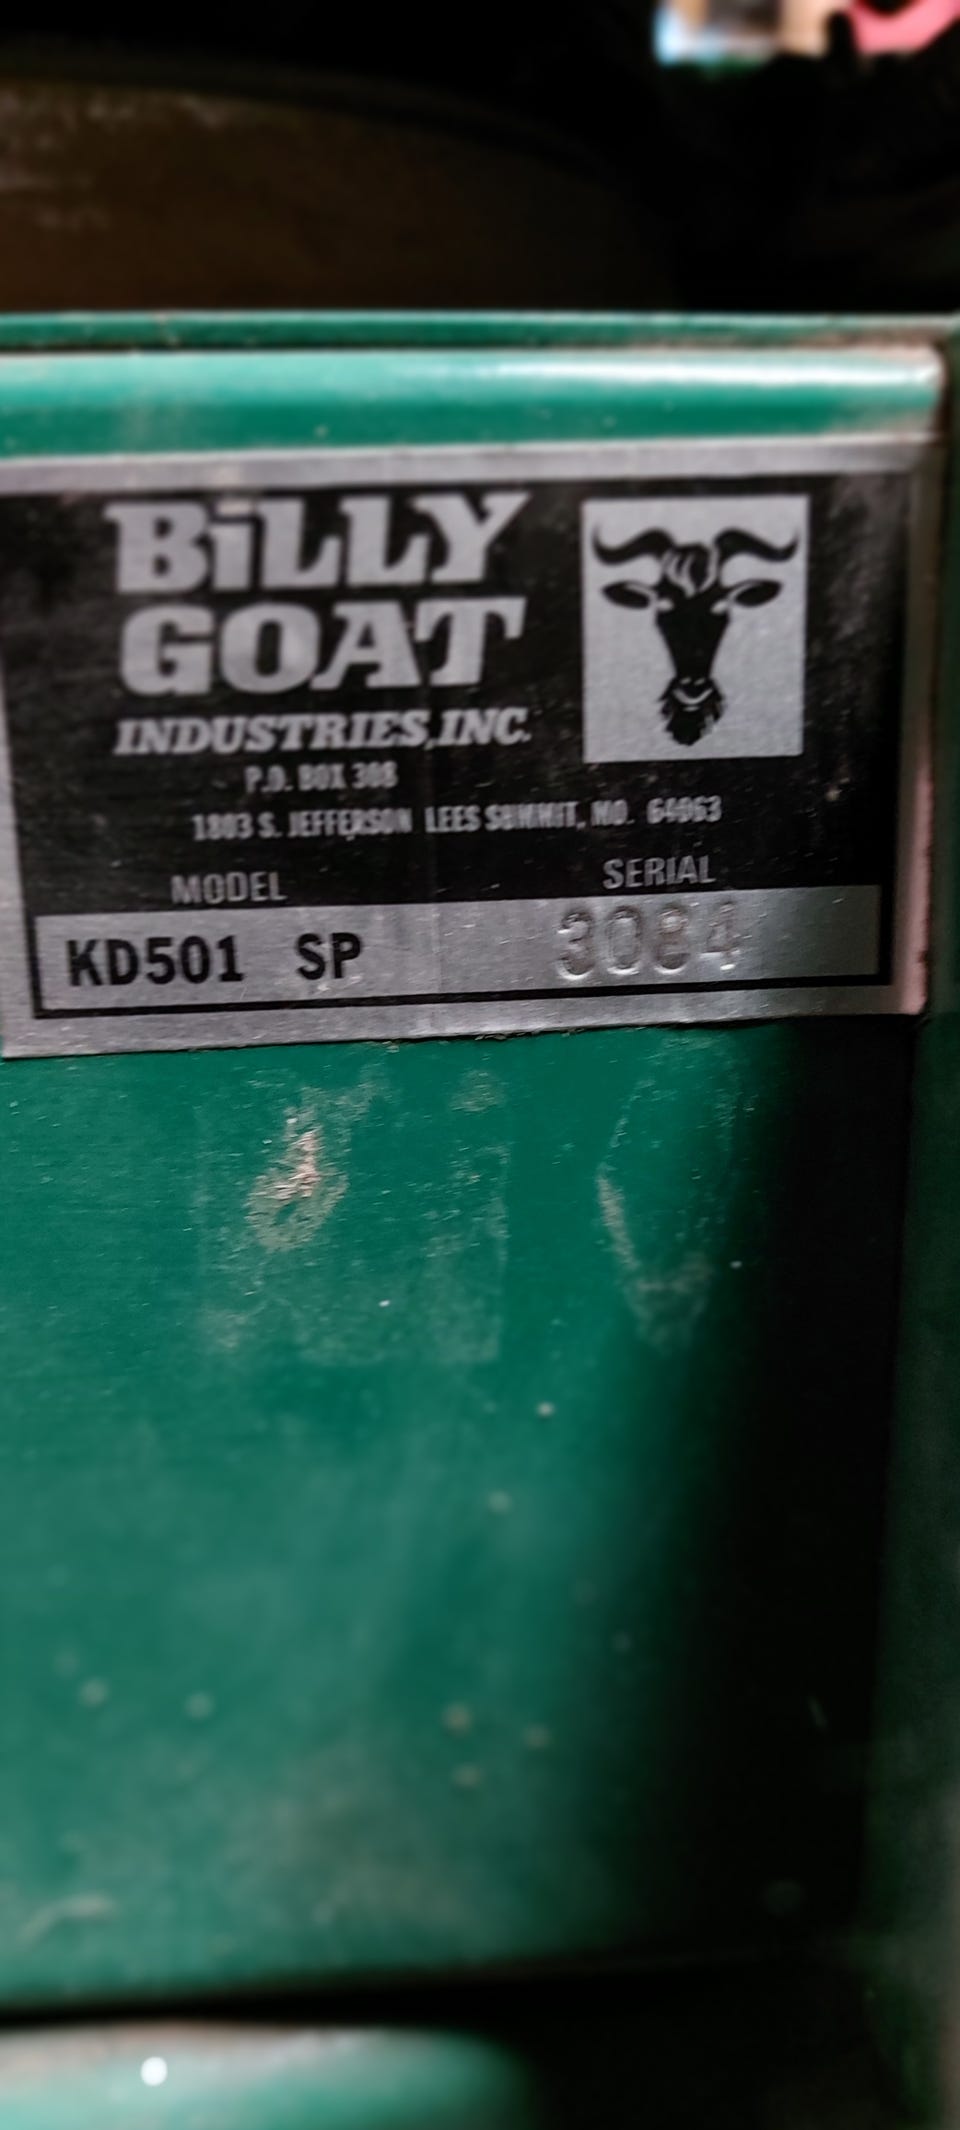 BiLLY
GOAT
INDUSTRIES, INC.
P.O. BOX 308
1803 S. JEFFERSON LEES SUMMIT, MO. 64063
MODEL SERIAL
KD501 SP 3084